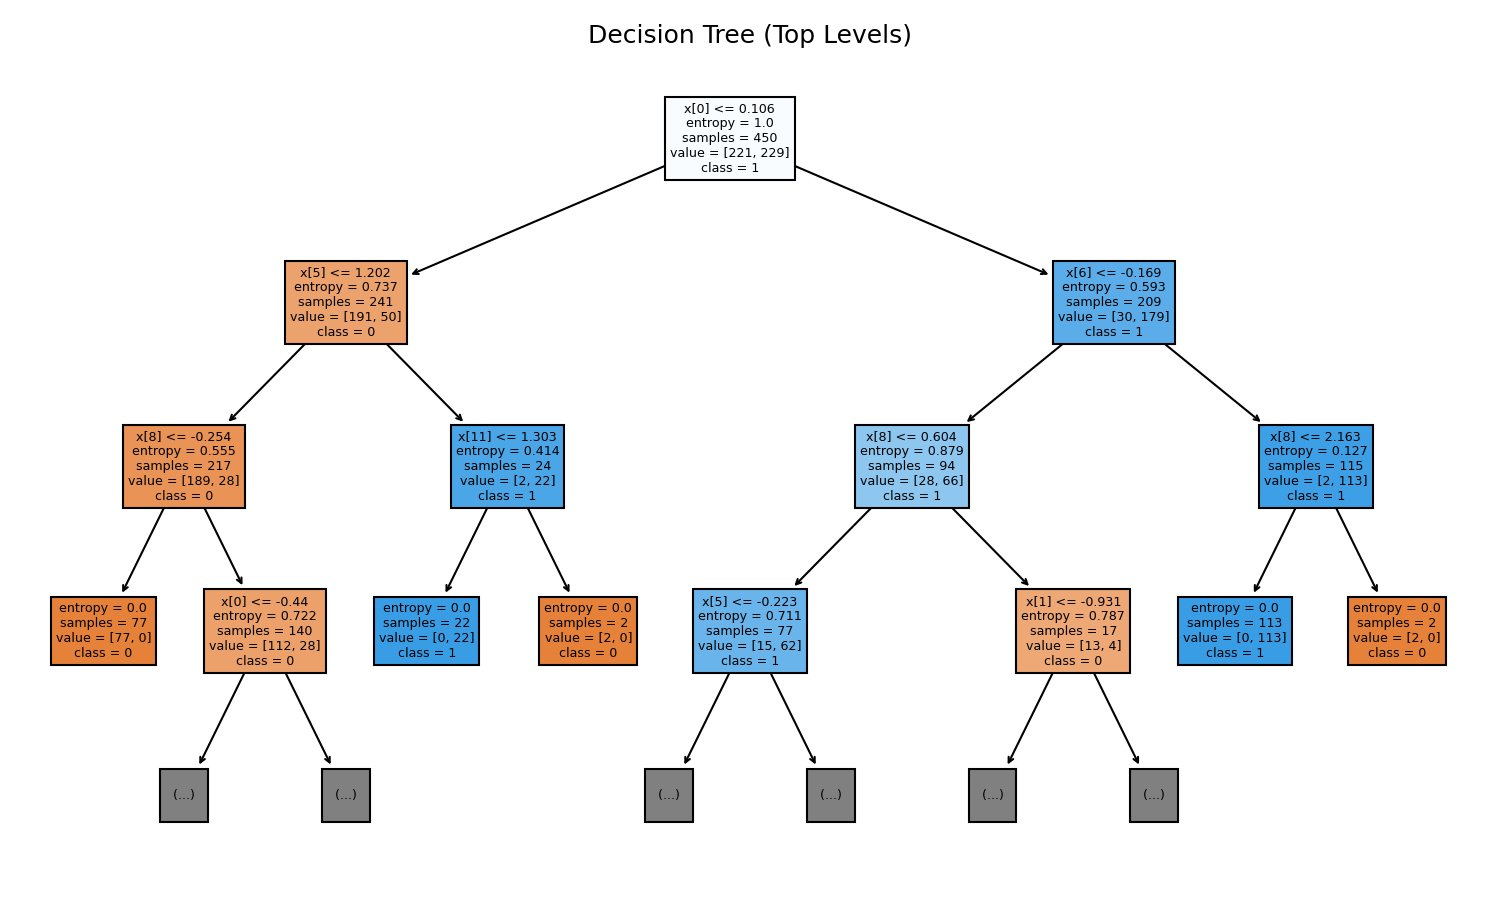 Decision Tree (Top Levels)
x[0] <= 0.106
entropy = 1.0
samples = 450
value = [221, 229]
class = 1
x[5] <= 1.202
entropy = 0.737
samples = 241
value = [191, 50]
class = 0
x[6] <= -0.169
entropy = 0.593
samples = 209
value = [30, 179]
class = 1
x[8] <= -0.254
entropy = 0.555
samples = 217
value = [189, 28]
class = 0
x[11] <= 1.303
entropy = 0.414
samples = 24
value = [2, 22]
class = 1
x[8] <= 0.604
entropy = 0.879
samples = 94
value = [28, 66]
class = 1
x[8] <= 2.163
entropy = 0.127
samples = 115
value = [2, 113]
class = 1
entropy = 0.0
samples = 77
value = [77, 0]
class = 0
x[0] <= -0.44
entropy = 0.722
samples = 140
value = [112, 28]
class = 0
entropy = 0.0
samples = 22
value = [0, 22]
class = 1
entropy = 0.0
samples = 2
value = [2, 0]
class = 0
x[5] <= -0.223
entropy = 0.711
samples = 77
value = [15, 62]
class = 1
x[1] <= -0.931
entropy = 0.787
samples = 17
value = [13, 4]
class = 0
entropy = 0.0
samples = 113
value = [0, 113]
class = 1
entropy = 0.0
samples = 2
value = [2, 0]
class = 0
(...)
(...)
(...)
(...)
(...)
(...)